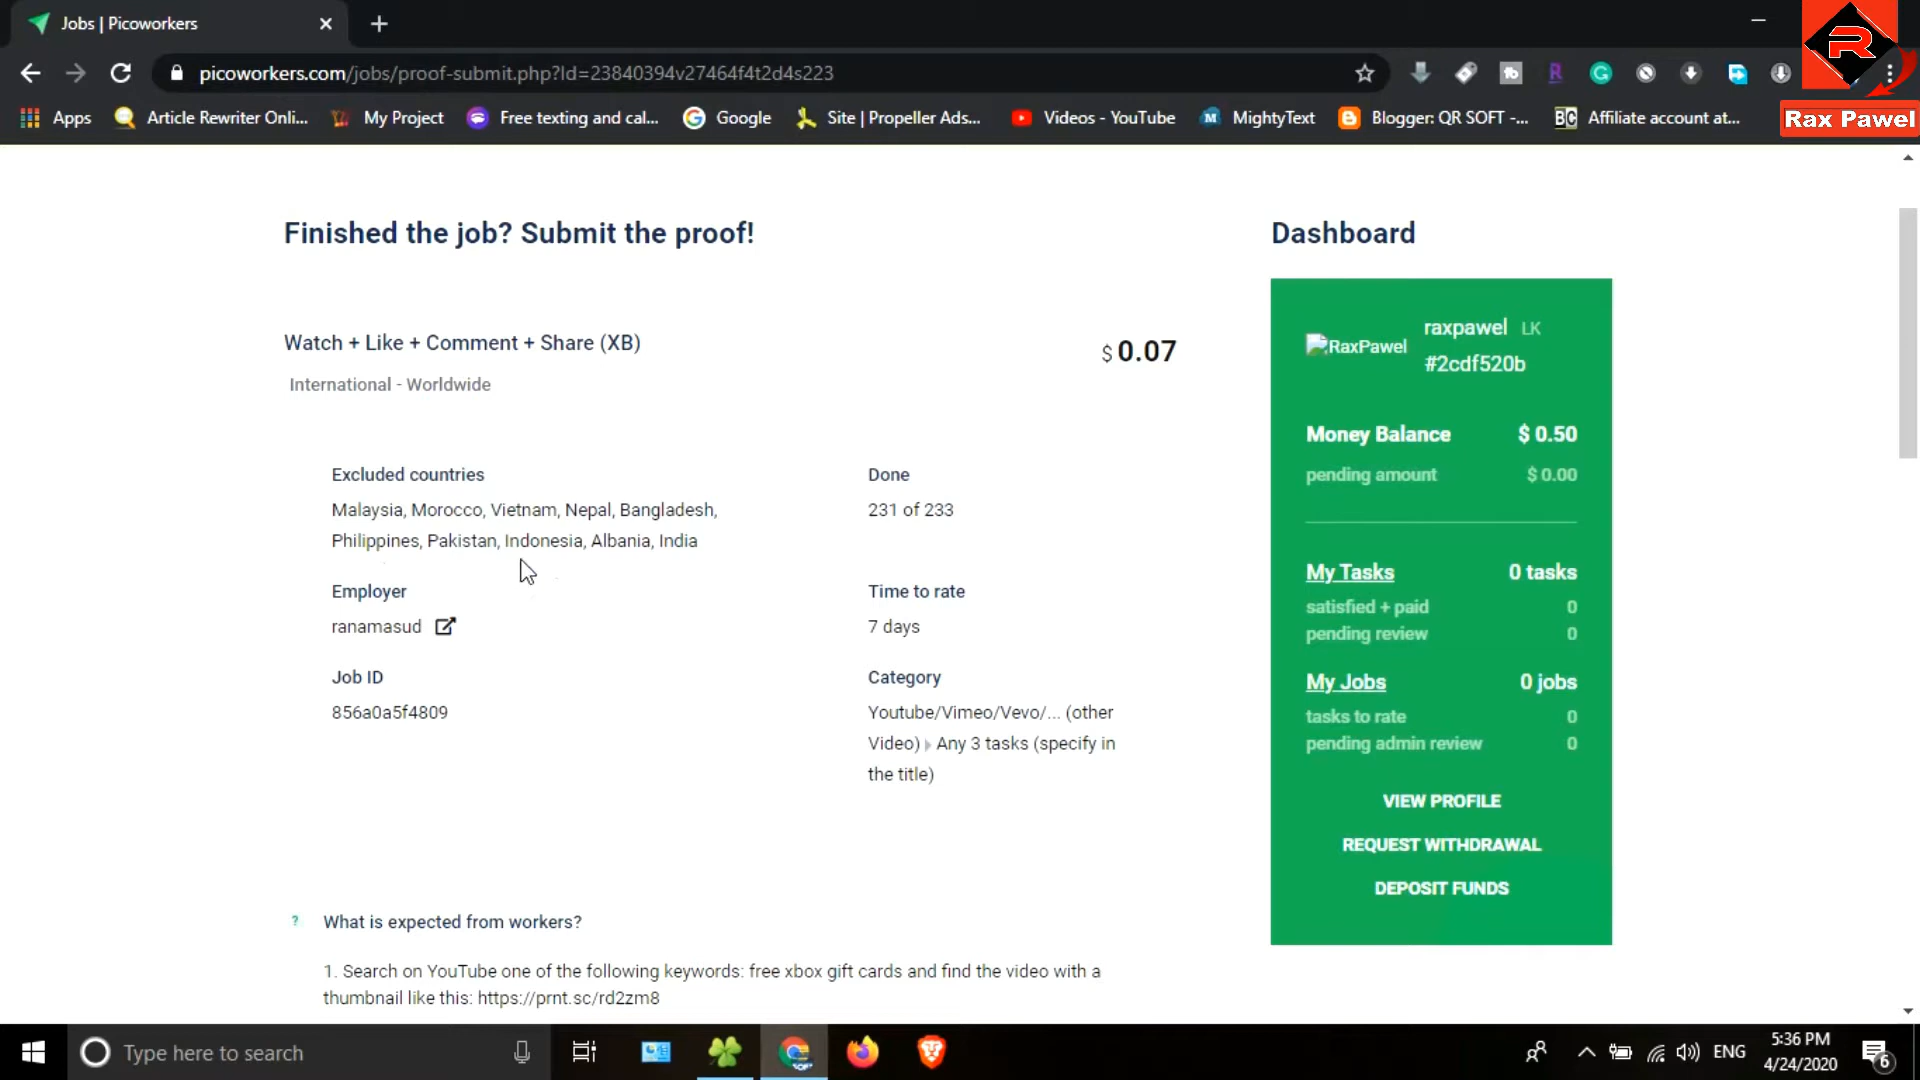 Jobs | Picoworkers
picoworkers.com/jobs/proof-submit.php?Id=23840394v27464f4t2d4s223
Apps
Article Rewriter Onli...
My Project
Free texting and cal...
Google
Site | Propeller Ads...
Videos - YouTube
MightyText
Blogger: QR SOFT -...
Affiliate account at...
R
Rax Pawel
Finished the job? Submit the proof!
Watch + Like + Comment + Share (XB)
$ 0.07
International - Worldwide
Excluded countries
Malaysia, Morocco, Vietnam, Nepal, Bangladesh,
Philippines, Pakistan, Indonesia, Albania, India
Done
231 of 233
Employer
ranamasud
Time to rate
7 days
Job ID
856a0a5f4809
Category
Youtube/Vimeo/Vevo/... (other
Video) Any 3 tasks (specify in
the title)
? What is expected from workers?
1. Search on YouTube one of the following keywords: free xbox gift cards and find the video with a
thumbnail like this: https://prnt.sc/rd2zm8
Dashboard
RaxPawel
raxpawel LK
#2cdf520b
Money Balance $ 0.50
pending amount $ 0.00
My Tasks 0 tasks
satisfied + paid 0
pending review 0
My Jobs 0 jobs
tasks to rate 0
pending admin review 0
VIEW PROFILE
REQUEST WITHDRAWAL
DEPOSIT FUNDS
Type here to search
ENG
5:36 PM
4/24/2020
6